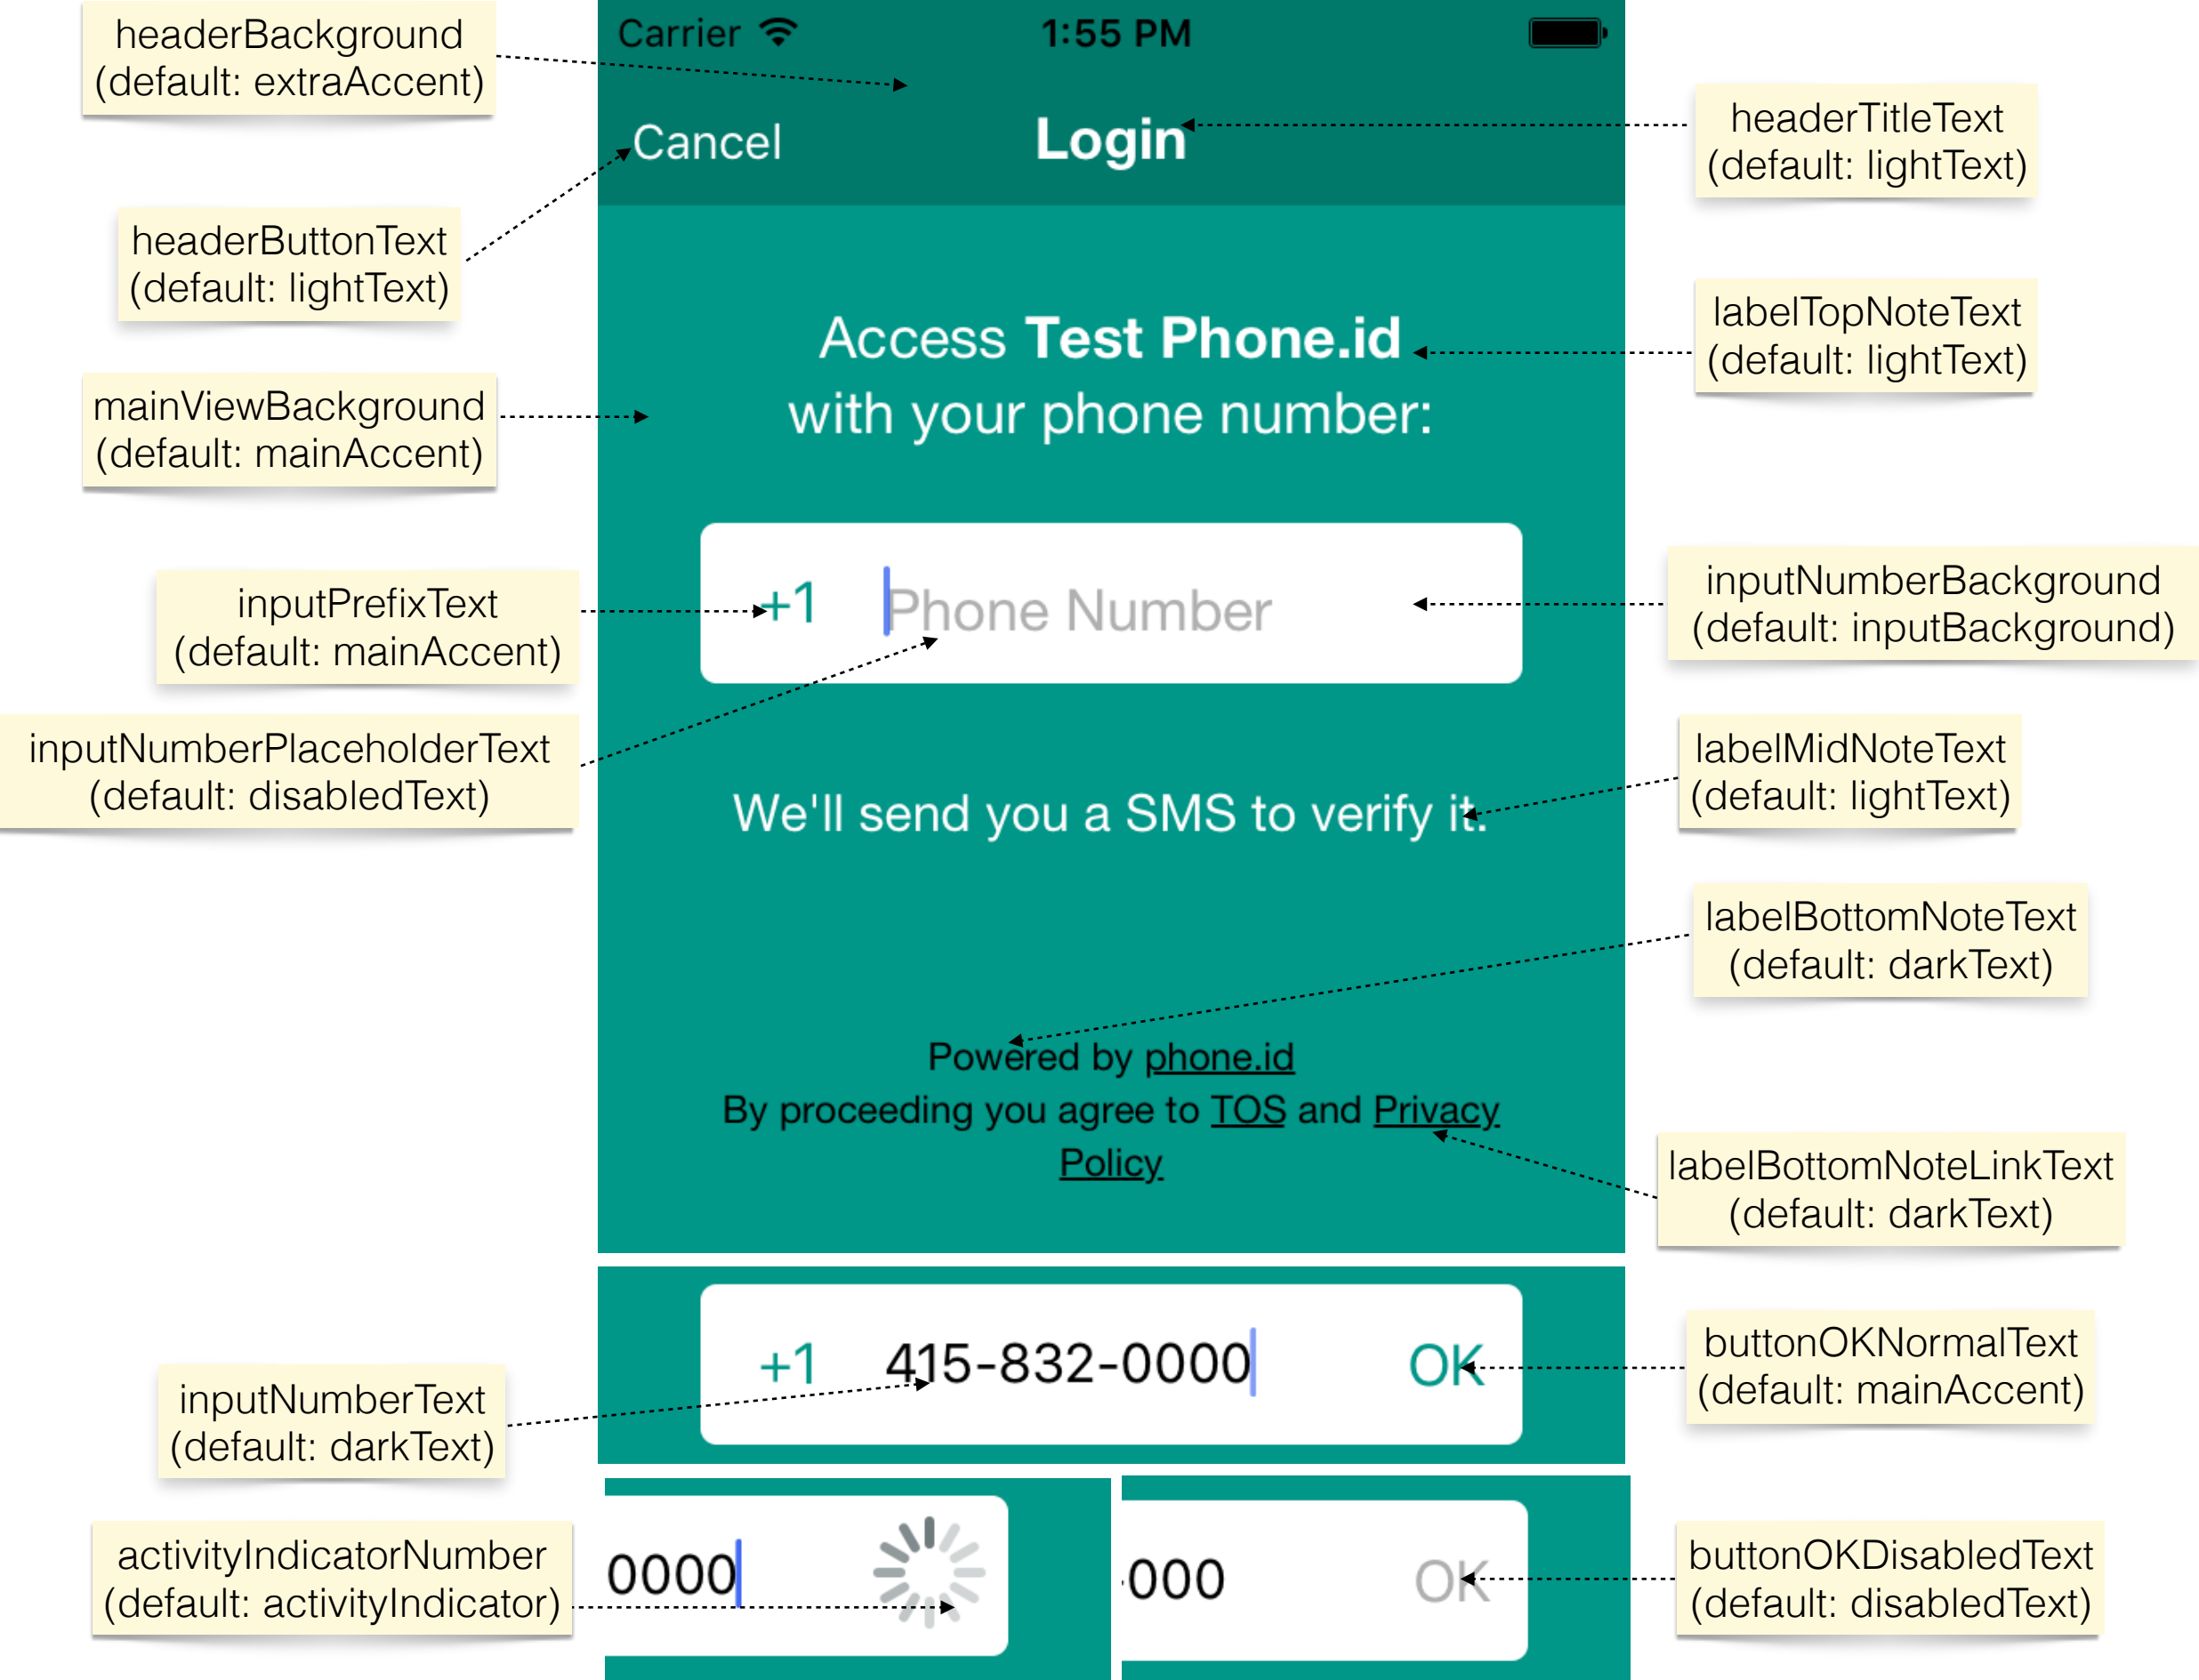 headerBackground
(default: extraAccent)
headerButtonText
(default: lightText)
mainViewBackground
(default: mainAccent)
inputPrefixText
(default: mainAccent)
inputNumberPlaceholderText
(default: disabledText)
inputNumberText
(default: darkText)
activityIndicatorNumber
(default: activityIndicator)
Carrier 1:55 PM
Cancel Login
Access Test Phone.id
with your phone number:
+1 Phone Number
We'll send you a SMS to verify it.
Powered by phone.id
By proceeding you agree to TOS and Privacy
Policy
+1 415-832-0000 OK
0000
-000 OK
headerTitleText
(default: lightText)
labelTopNoteText
(default: lightText)
inputNumberBackground
(default: inputBackground)
labelMidNoteText
(default: lightText)
labelBottomNoteText
(default: darkText)
labelBottomNoteLinkText
(default: darkText)
buttonOKNormalText
(default: mainAccent)
buttonOKDisabledText
(default: disabledText)